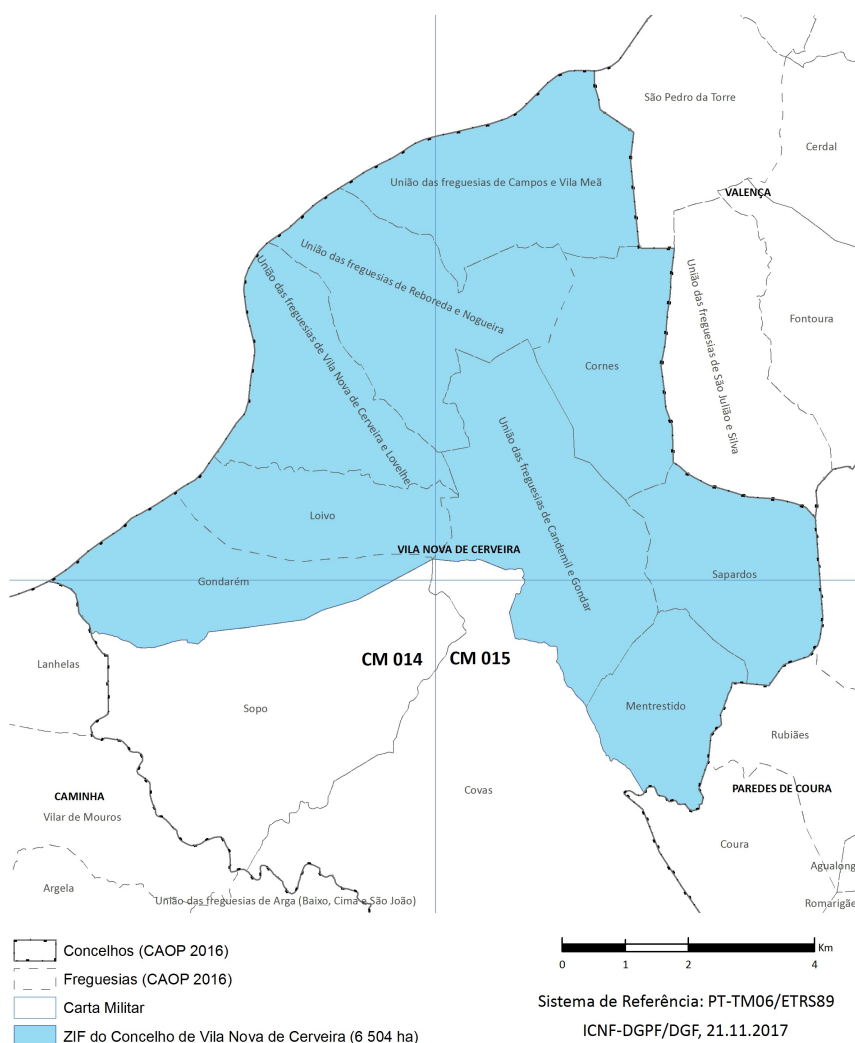 São Pedro da Torre
Cerdal
União das freguesias de Campos e Vila Meã
VALENÇA
União das freguesias de Reboreda e Nogueira
União das freguesias de Vila Nova de Cerveira e Lovelhe
União das freguesias de São Julião e Silva
Fontoura
Cornes
União das freguesias de Candemil e Gondar
Loivo
VILA NOVA DE CERVEIRA
Gondarém
Sapardos
Lanhelas
CM 014
CM 015
Sopo
Mentrestido
Rubiães
CAMINHA
Covas
PAREDES DE COURA
Vilar de Mouros
Coura
Agualong
Argela
União das freguesias de Arga (Baixo, Cima e São João)
Romarigãe
Concelhos (CAOP 2016)
Freguesias (CAOP 2016)
Carta Militar
ZIF do Concelho de Vila Nova de Cerveira (6 504 ha)
Km
0 1 2 4
Sistema de Referência: PT-TM06/ETRS89
ICNF-DGPF/DGF, 21.11.2017